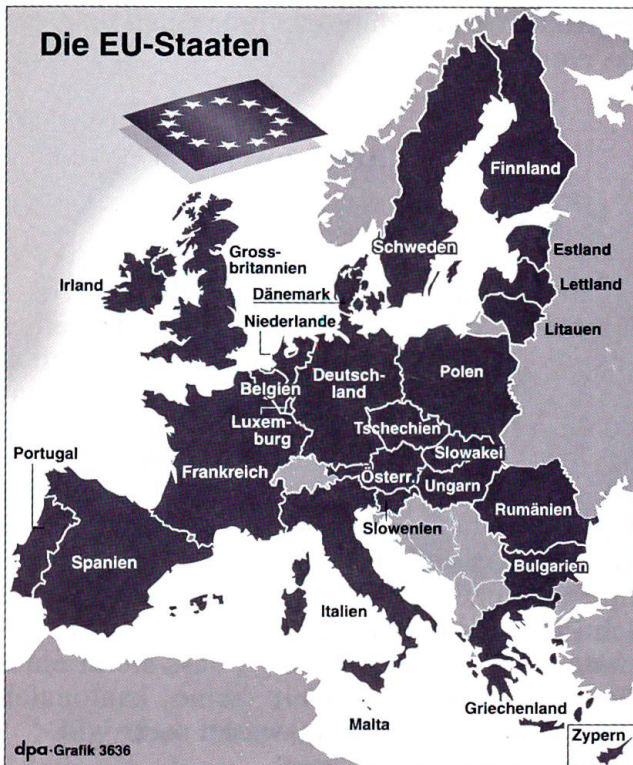 Die EU-Staaten
Finnland
Schweden
Estland
Lettland
Litauen
Irland
Gross-
britannien
Dänemark
Niederlande
Belgien
Luxem-
burg
Deutsch-
land
Polen
Tschechien
Slowakei
Österr.
Ungarn
Slowenien
Rumänien
Bulgarien
Portugal
Frankreich
Spanien
Italien
Malta
Griechenland
Zypern
dpa-Grafik 3636